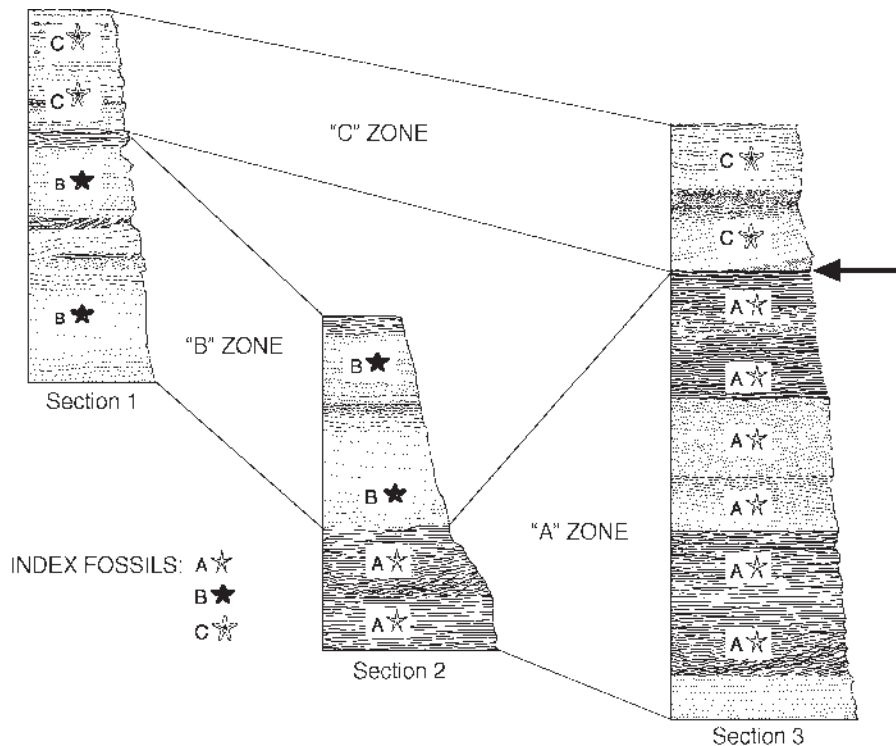 C
C
"C" ZONE
C
B
C
A
B
"B" ZONE
B
A
Section 1
A
B
"A" ZONE
A
INDEX FOSSILS: A
A
A
B
A
C
A
Section 2
Section 3